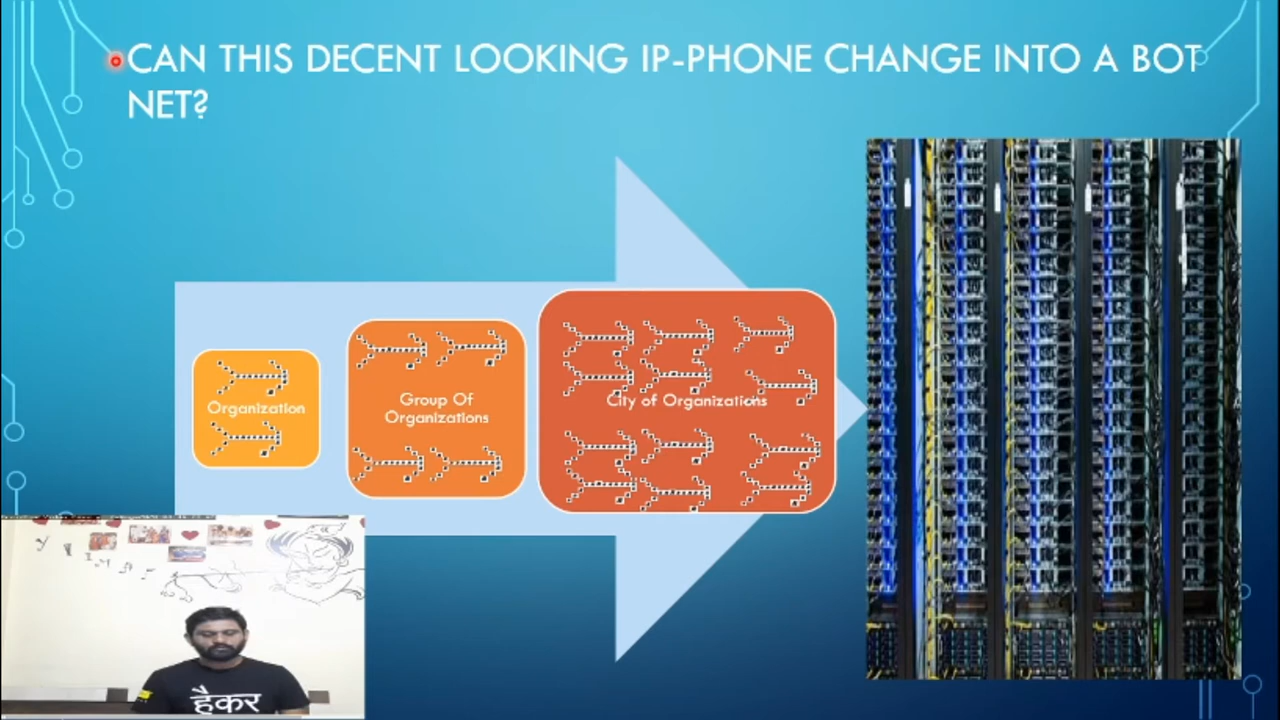 CAN THIS DECENT LOOKING IP-PHONE CHANGE INTO A BOT
NET?
Organization
Group Of
Organizations
City of Organizations
हैकर